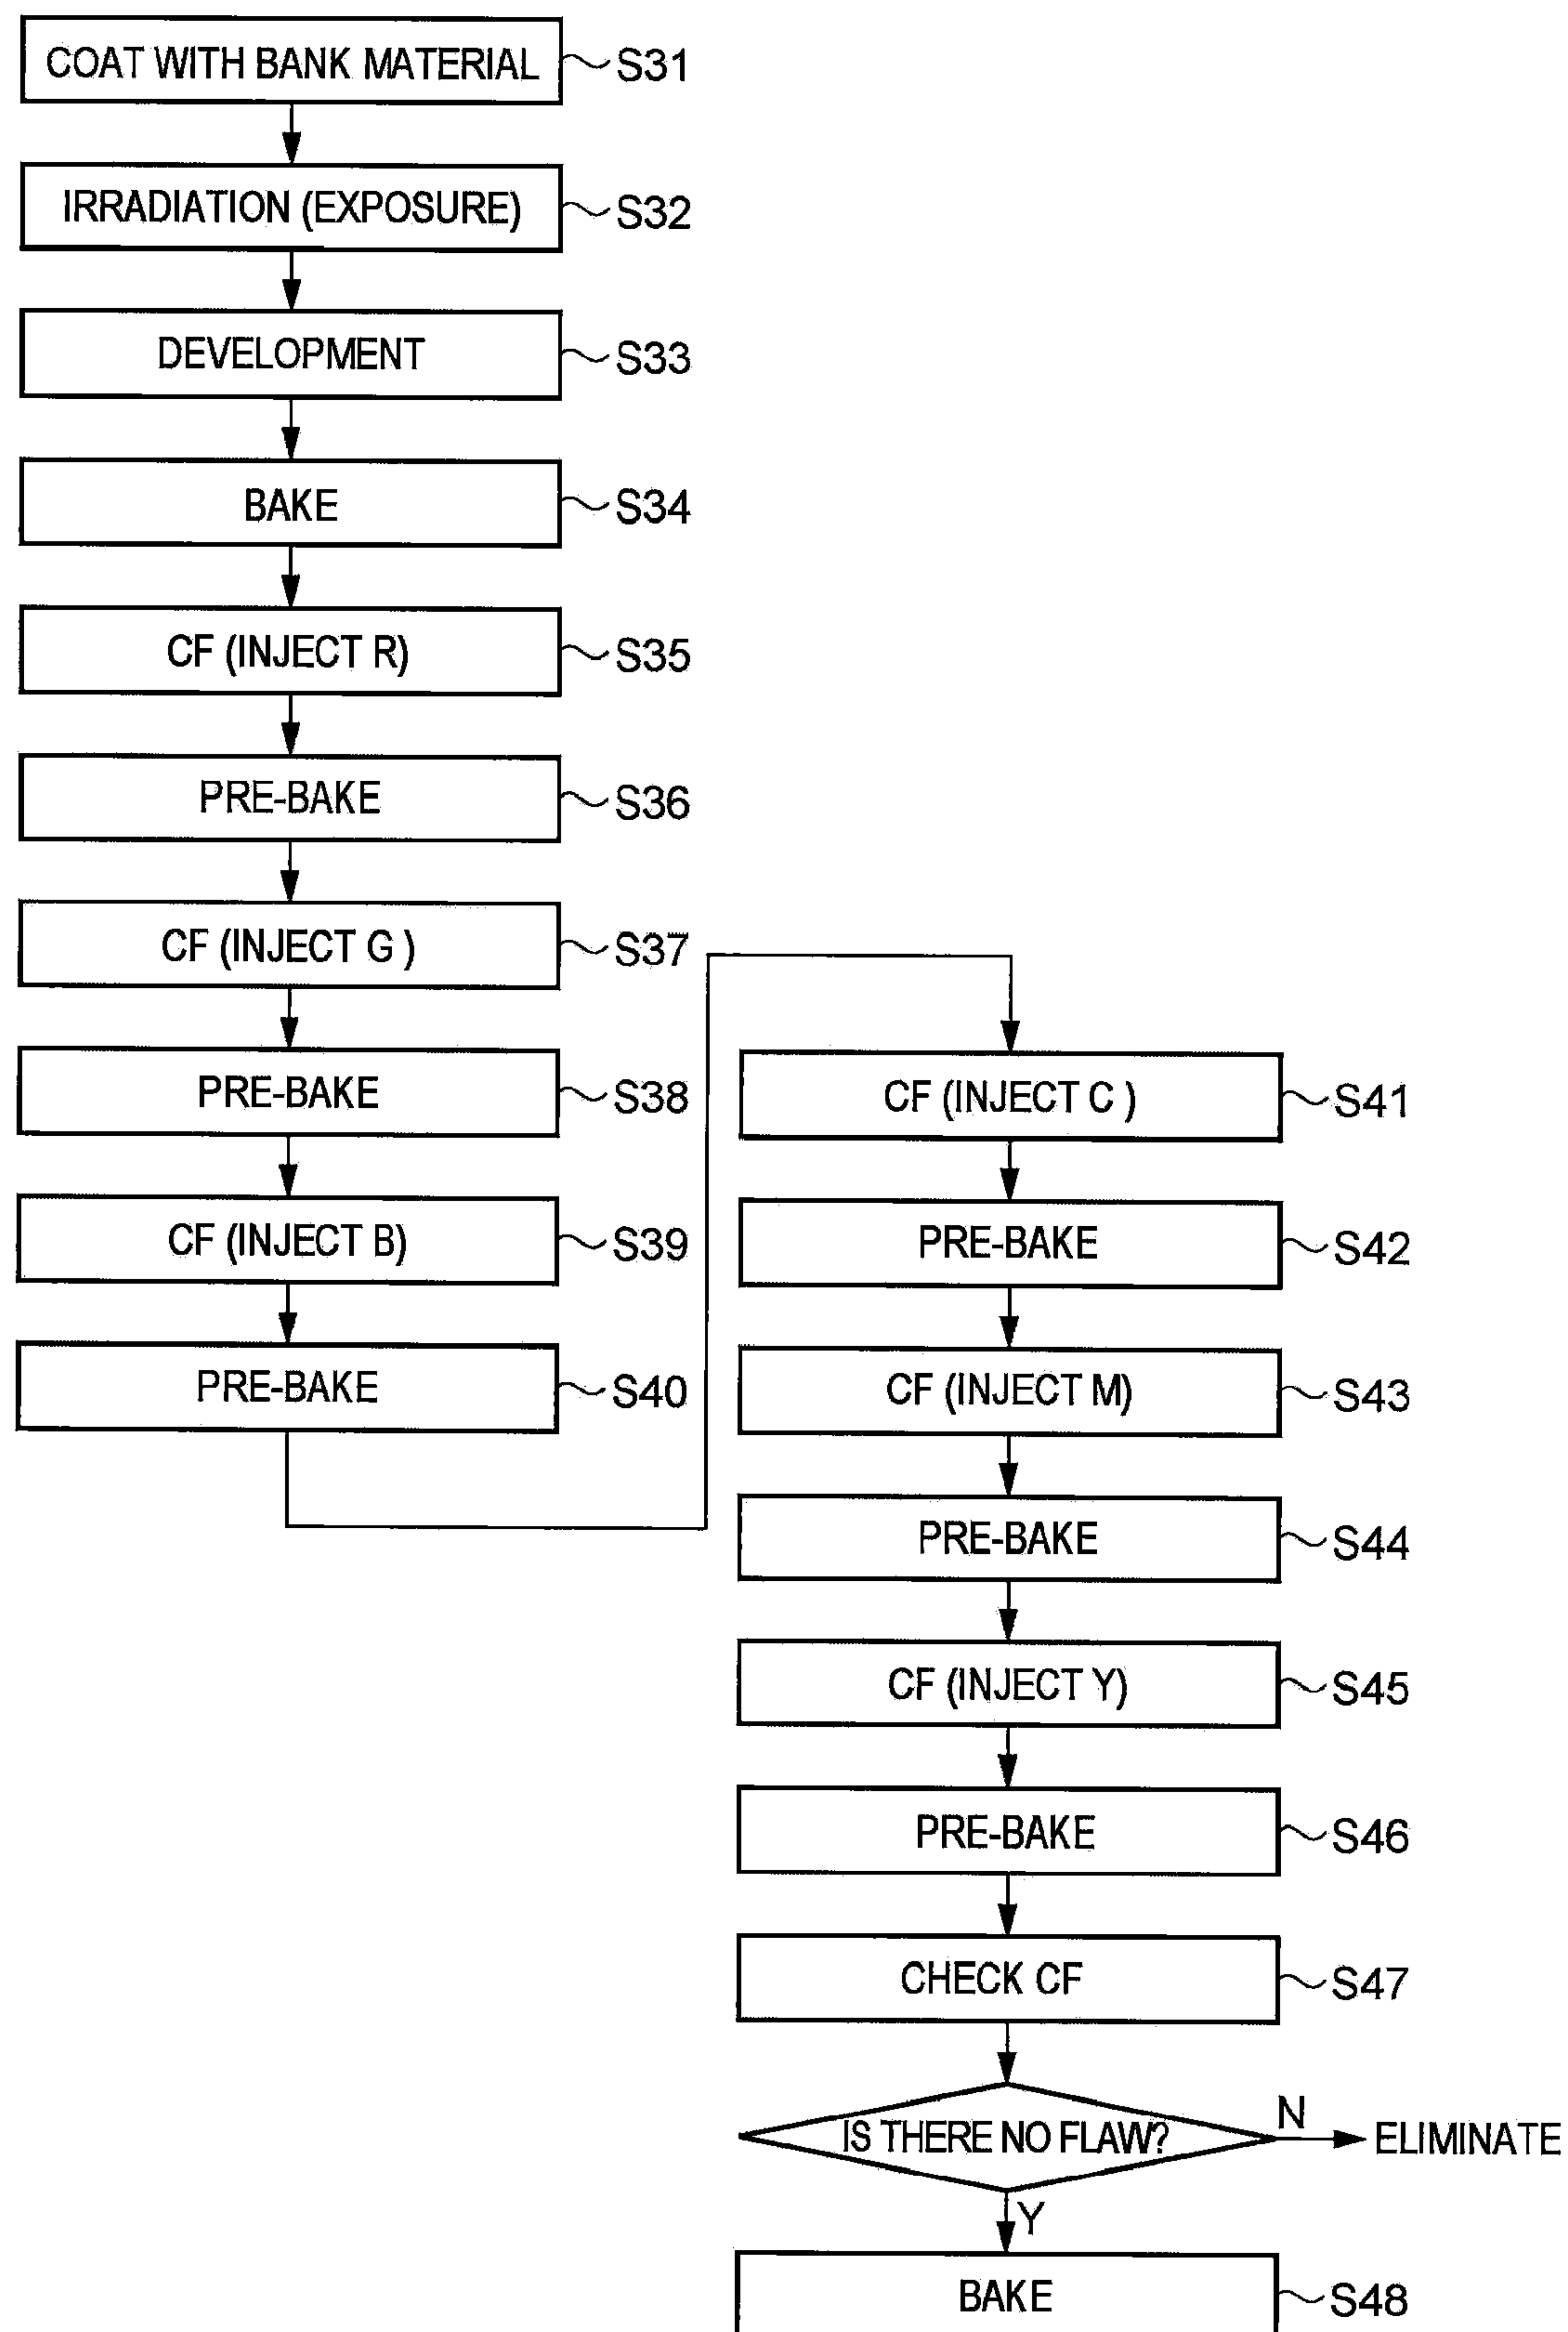 COAT WITH BANK MATERIAL S31
IRRADIATION (EXPOSURE) S32
DEVELOPMENT S33
BAKE S34
CF (INJECT R) S35
PRE-BAKE S36
CF (INJECT G ) S37
PRE-BAKE S38
CF (INJECT B) S39
PRE-BAKE S40
CF (INJECT C ) S41
PRE-BAKE S42
CF (INJECT M) S43
PRE-BAKE S44
CF (INJECT Y) S45
PRE-BAKE S46
CHECK CF S47
IS THERE NO FLAW? N ELIMINATE
Y
BAKE S48